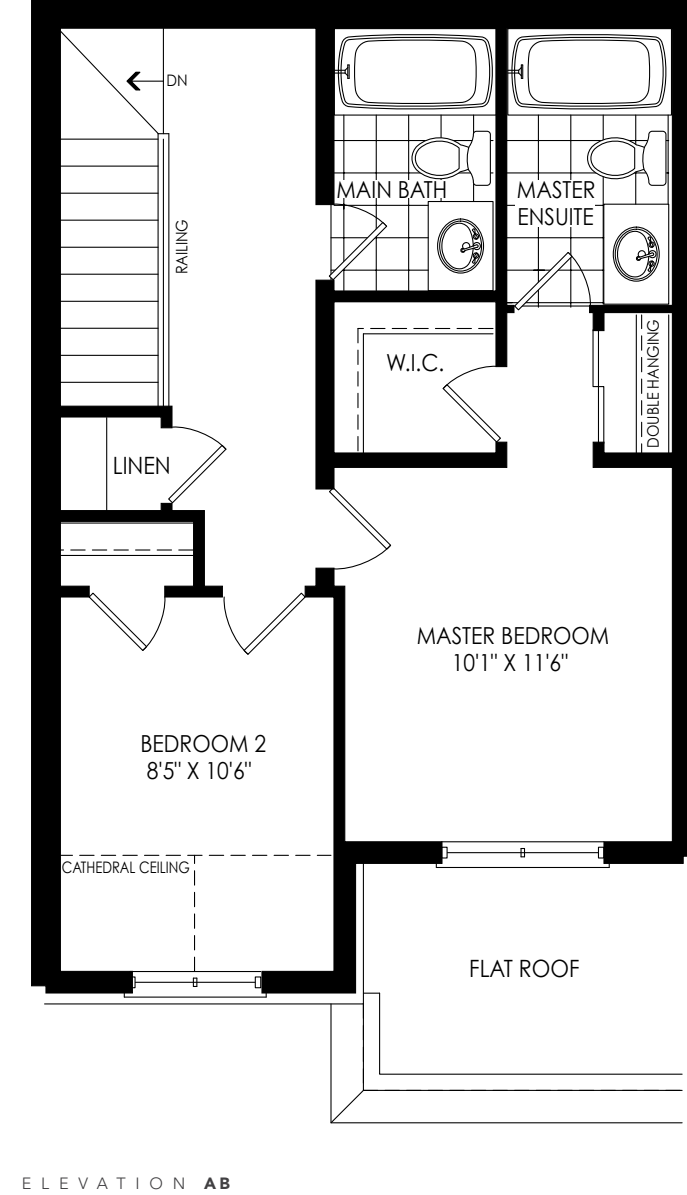 DN
MAIN BATH
MASTER
ENSUITE
RAILING
W.I.C.
DOUBLE HANGING
LINEN
MASTER BEDROOM
10'1" X 11'6"
BEDROOM 2
8'5" X 10'6"
CATHEDRAL CEILING
FLAT ROOF
ELEVATION AB